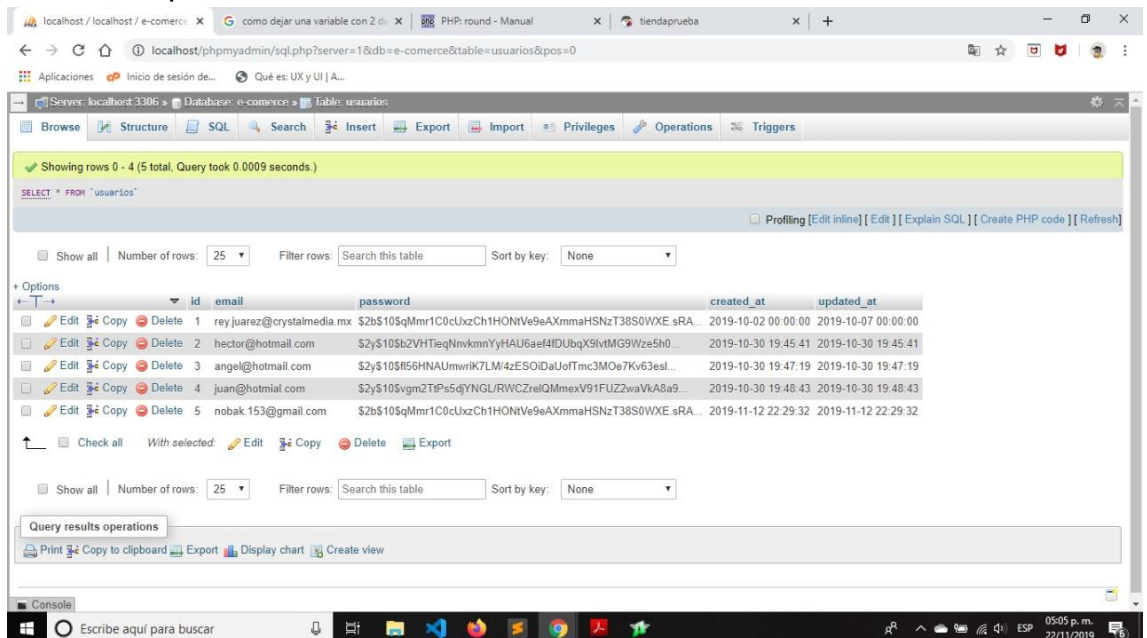 localhost / localhost / e-comerce
como dejar una variable con 2 de
PHP: round - Manual
tiendaprueba
localhost/phpmyadmin/sql.php?server=1&db=e-comerce&table=usuarios&pos=0
Aplicaciones cP Inicio de sesión de... Qué es: UX y UI | A...
Server: localhost:3306 » Database: e-comerce » Table: usuarios
Browse Structure SQL Search Insert Export Import Privileges Operations Triggers
Showing rows 0 - 4 (5 total, Query took 0.0009 seconds.)
SELECT * FROM `usuarios`
Profiling [Edit inline] [ Edit ] [ Explain SQL ] [ Create PHP code ] [ Refresh]
Show all | Number of rows: 25 Filter rows: Search this table Sort by key: None
+ Options
id email password created_at updated_at
Edit Copy Delete 1 rey.juarez@crystalmedia.mx $2b$10$qMmr1C0cUxzCh1HONtVe9eAXmmaHSNzT38S0WXE.sRA... 2019-10-02 00:00:00 2019-10-07 00:00:00
Edit Copy Delete 2 hector@hotmail.com $2y$10$b2VHTieqNnvkmnYyHAU6aef4fDUbqX9IvtMG9Wze5h0... 2019-10-30 19:45:41 2019-10-30 19:45:41
Edit Copy Delete 3 angel@hotmail.com $2y$10$fl56HNAUmwriK7LM/4zESOiDaUofTmc3MOe7Kv63esl... 2019-10-30 19:47:19 2019-10-30 19:47:19
Edit Copy Delete 4 juan@hotmial.com $2y$10$vgm2TtPs5djYNGL/RWCZrelQMmexV91FUZ2waVkA8a9... 2019-10-30 19:48:43 2019-10-30 19:48:43
Edit Copy Delete 5 nobak.153@gmail.com $2b$10$qMmr1C0cUxzCh1HONtVe9eAXmmaHSNzT38S0WXE.sRA... 2019-11-12 22:29:32 2019-11-12 22:29:32
Check all With selected: Edit Copy Delete Export
Show all | Number of rows: 25 Filter rows: Search this table Sort by key: None
Query results operations
Print Copy to clipboard Export Display chart Create view
Console
Escribe aquí para buscar
ESP
05:05 p. m.
22/11/2019